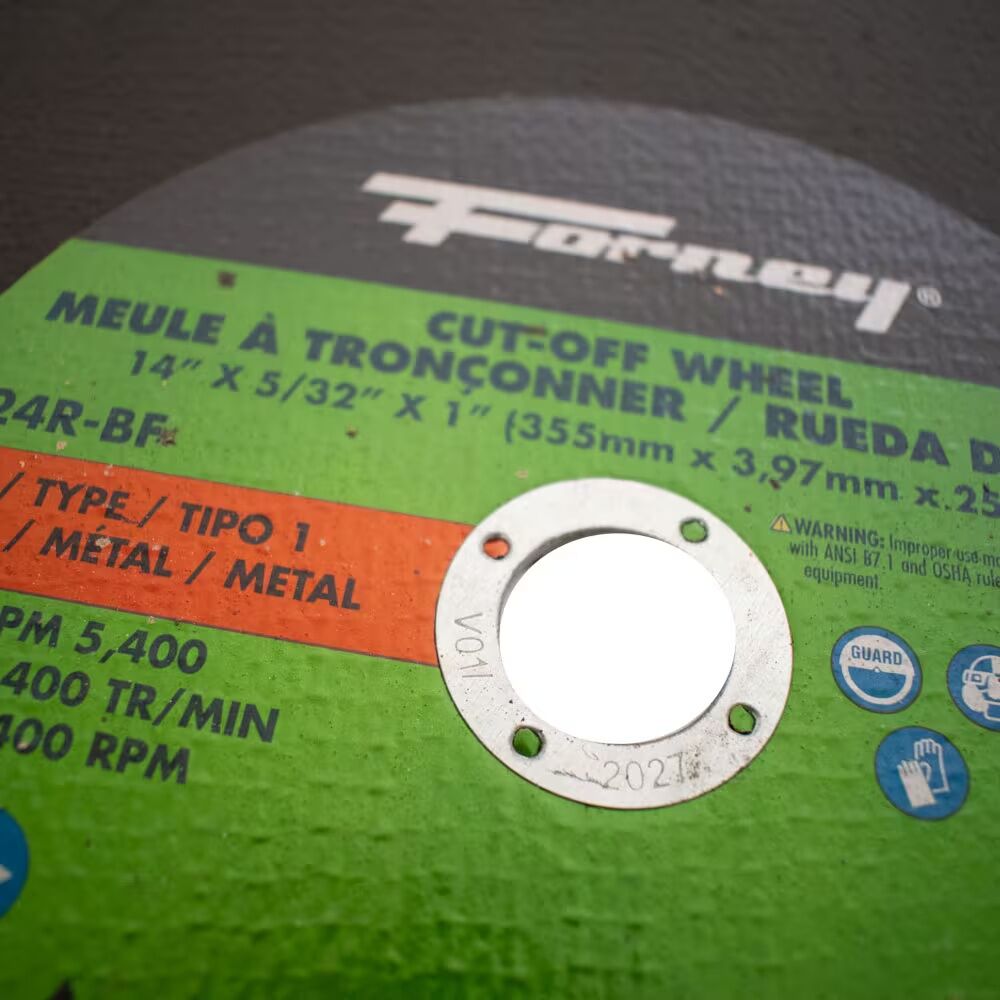 Forney®
CUT-OFF WHEEL
MEULE À TRONÇONNER / RUEDA D
14" X 5/32" X 1" (355mm x 3,97mm x 25
24R-BF
/ TYPE / TIPO 1
/ MÉTAL / METAL
PM 5,400
,400 TR/MIN
400 RPM
⚠WARNING: Improper use
with ANSI B7.1 and OSHA
equipment.
GUARD
V01
2027